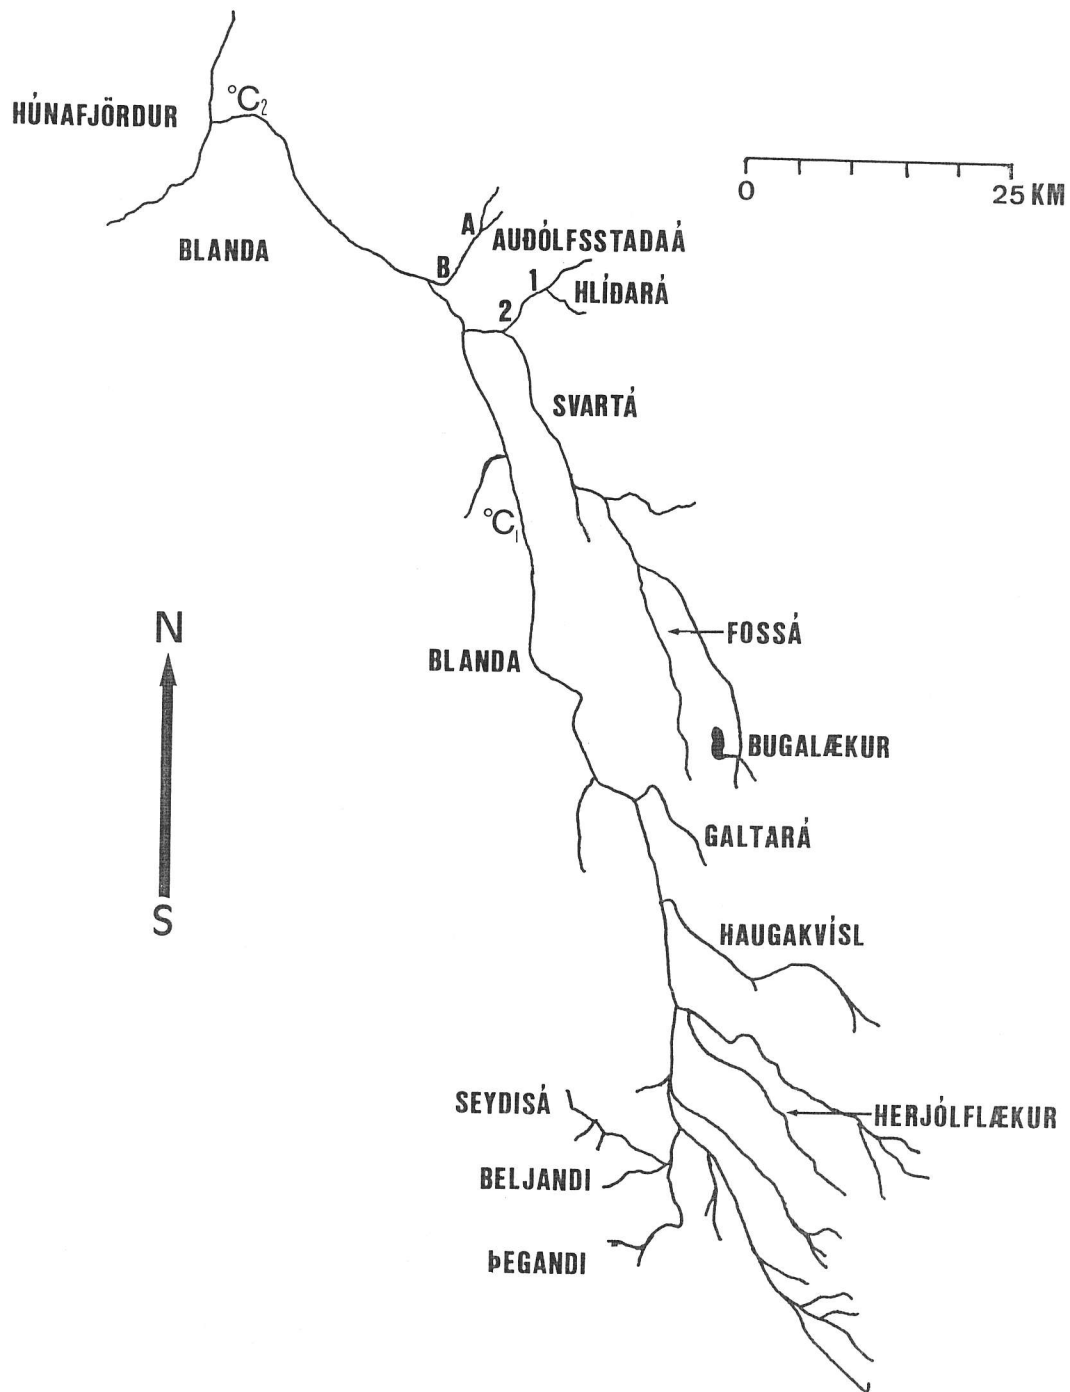 °C₂
HÚNAFJÖRDUR
0 25 KM
A
AUÐÓLFSSTADAÁ
BLANDA
B
1
HLÍÐARÁ
2
SVARTÁ
°C₁
N
FOSSÁ
BLANDA
BUGALÆKUR
GALTARÁ
S
HAUGAKVÍSL
SEYDISÁ
HERJÓLFLÆKUR
BELJANDI
ÞEGANDI